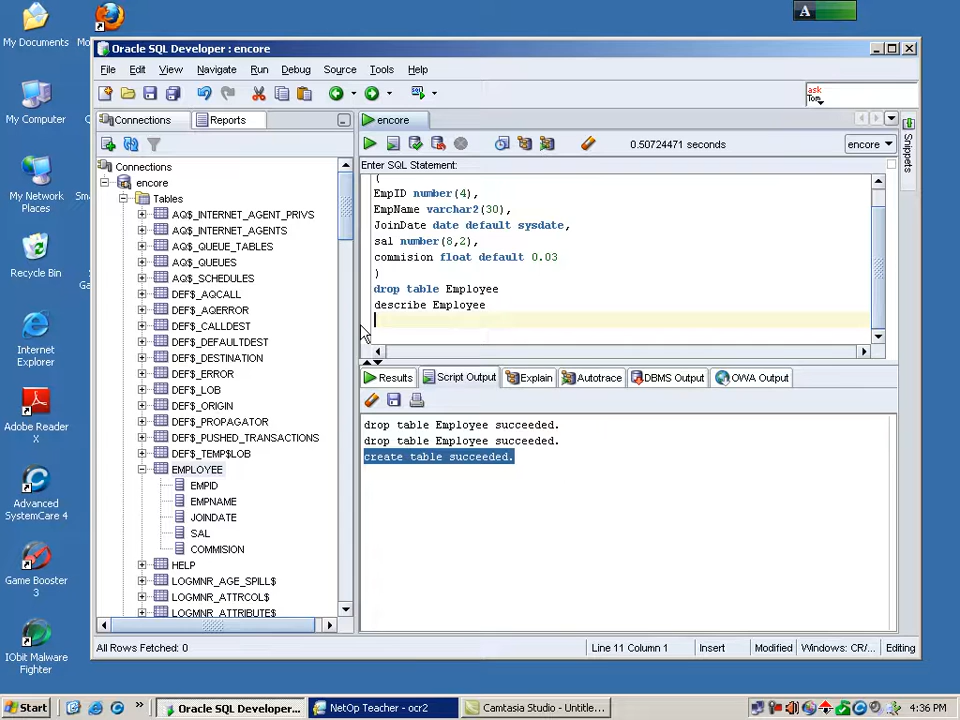 My Documents
Mo
My Computer
My Network
Places
Recycle Bin
Internet
Explorer
Adobe Reader
X
Advanced
SystemCare 4
Game Booster
3
IObit Malware
Fighter
A
Oracle SQL Developer : encore
File Edit View Navigate Run Debug Source Tools Help
ask
Tom
Connections Reports
Connections
encore
Tables
AQ$_INTERNET_AGENT_PRIVS
AQ$_INTERNET_AGENTS
AQ$_QUEUE_TABLES
AQ$_QUEUES
AQ$_SCHEDULES
DEF$_AQCALL
DEF$_AQERROR
DEF$_CALLDEST
DEF$_DEFAULTDEST
DEF$_DESTINATION
DEF$_ERROR
DEF$_LOB
DEF$_ORIGIN
DEF$_PROPAGATOR
DEF$_PUSHED_TRANSACTIONS
DEF$_TEMP$LOB
EMPLOYEE
EMPID
EMPNAME
JOINDATE
SAL
COMMISION
HELP
LOGMNR_AGE_SPILL$
LOGMNR_ATTRCOL$
LOGMNR_ATTRIBUTE$
All Rows Fetched: 0
encore
0.50724471 seconds
encore
Snippets
Enter SQL Statement:
(
EmpID number(4),
EmpName varchar2(30),
JoinDate date default sysdate,
sal number(8,2),
commision float default 0.03
)
drop table Employee
describe Employee
Results Script Output Explain Autotrace DBMS Output OWA Output
drop table Employee succeeded.
drop table Employee succeeded.
create table succeeded.
Line 11 Column 1 Insert Modified Windows: CR/... Editing
Start Oracle SQL Developer... NetOp Teacher - ocr2 Camtasia Studio - Untitle... 4:36 PM